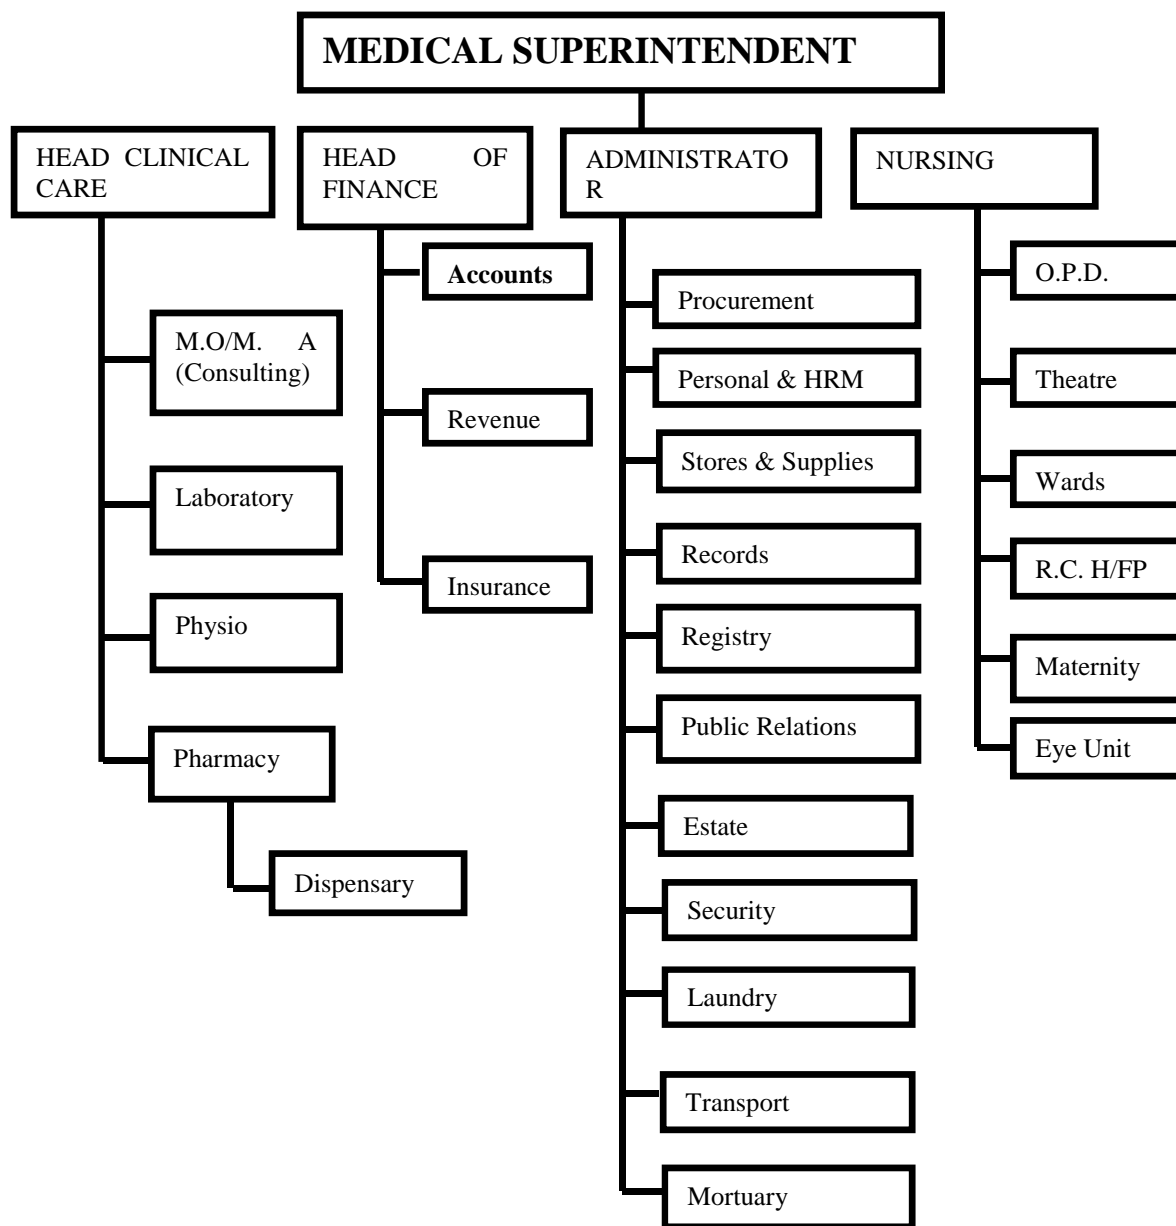 MEDICAL SUPERINTENDENT
HEAD CLINICAL
CARE
HEAD OF
FINANCE
ADMINISTRATO
R
NURSING
M.O/M. A
(Consulting)
Laboratory
Physio
Pharmacy
Dispensary
Accounts
Revenue
Insurance
Procurement
Personal & HRM
Stores & Supplies
Records
Registry
Public Relations
Estate
Security
Laundry
Transport
Mortuary
O.P.D.
Theatre
Wards
R.C. H/FP
Maternity
Eye Unit